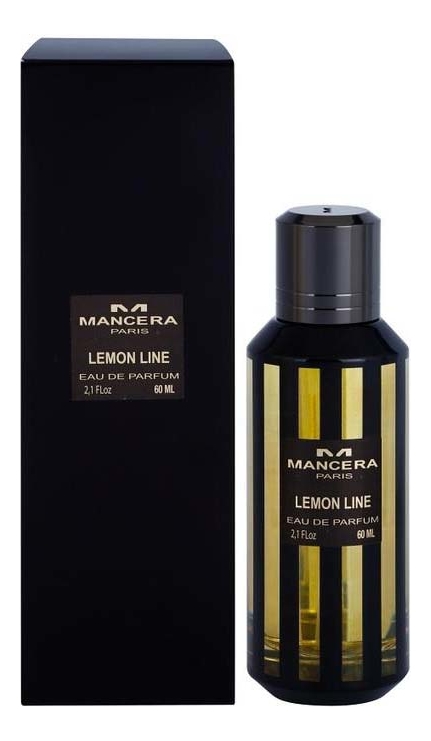 M
MANCERA
PARIS
LEMON LINE
EAU DE PARFUM
2,1 FLoz 60 ML
M
M
MANCERA
PARIS
LEMON LINE
EAU DE PARFUM
2,1 FLoz 60 ML